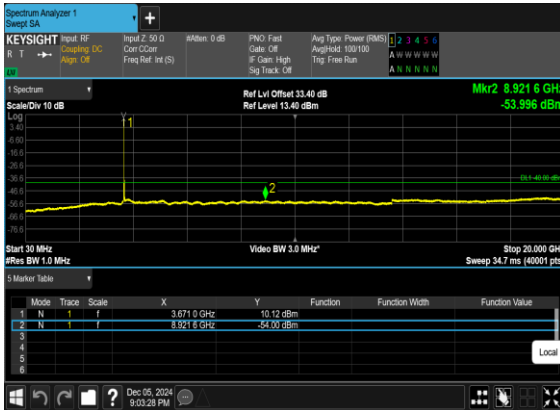 Spectrum Analyzer 1
Swept SA
+
KEYSIGHT Input: RF Input Z: 50 Ω #Atten: 0 dB PNO: Fast Avg Type: Power (RMS) 1 2 3 4 5 6
R T Coupling: DC Corr CCorr Gate: Off Avg|Hold: 100/100 A W W W W W
Align: Off Freq Ref: Int (S) IF Gain: High Trig: Free Run
Sig Track: Off A N N N N N
1 Spectrum Ref Lvl Offset 33.40 dB Mkr2 8.921 6 GHz
Scale/Div 10 dB Ref Level 13.40 dBm -53.996 dBm
Log
3.40
-6.60
-16.6
-26.6
-36.6
-46.6
-56.6
-66.6
-76.6
1
2
DL1 -40.00 dBm
Start 30 MHz Video BW 3.0 MHz* Stop 20.000 GHz
#Res BW 1.0 MHz Sweep 34.7 ms (40001 pts)
5 Marker Table
Mode Trace Scale X Y Function Function Width Function Value
1 N 1 f 3.671 0 GHz 10.12 dBm
2 N 1 f 8.921 6 GHz -54.00 dBm
3
4
5
6
Local
? Dec 05, 2024
9:03:28 PM